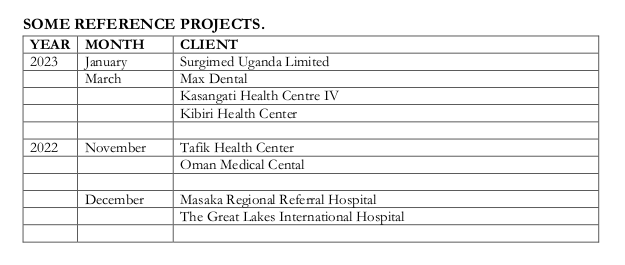 SOME REFERENCE PROJECTS.
YEAR MONTH CLIENT
2023 January Surgimed Uganda Limited
March Max Dental
Kasangati Health Centre IV
Kibiri Health Center
2022 November Tafik Health Center
Oman Medical Cental
December Masaka Regional Referral Hospital
The Great Lakes International Hospital